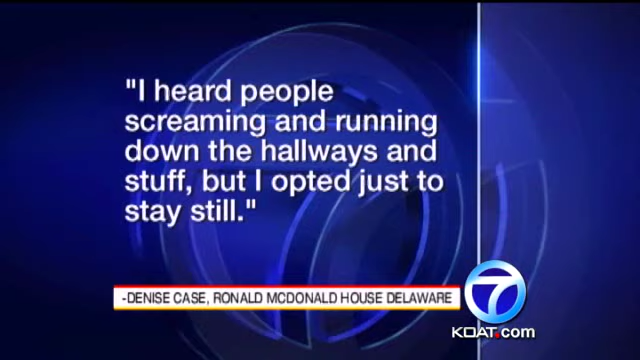 "I heard people
screaming and running
down the hallways and
stuff, but I opted just to
stay still."
-DENISE CASE, RONALD MCDONALD HOUSE DELAWARE
7
KOAT.com